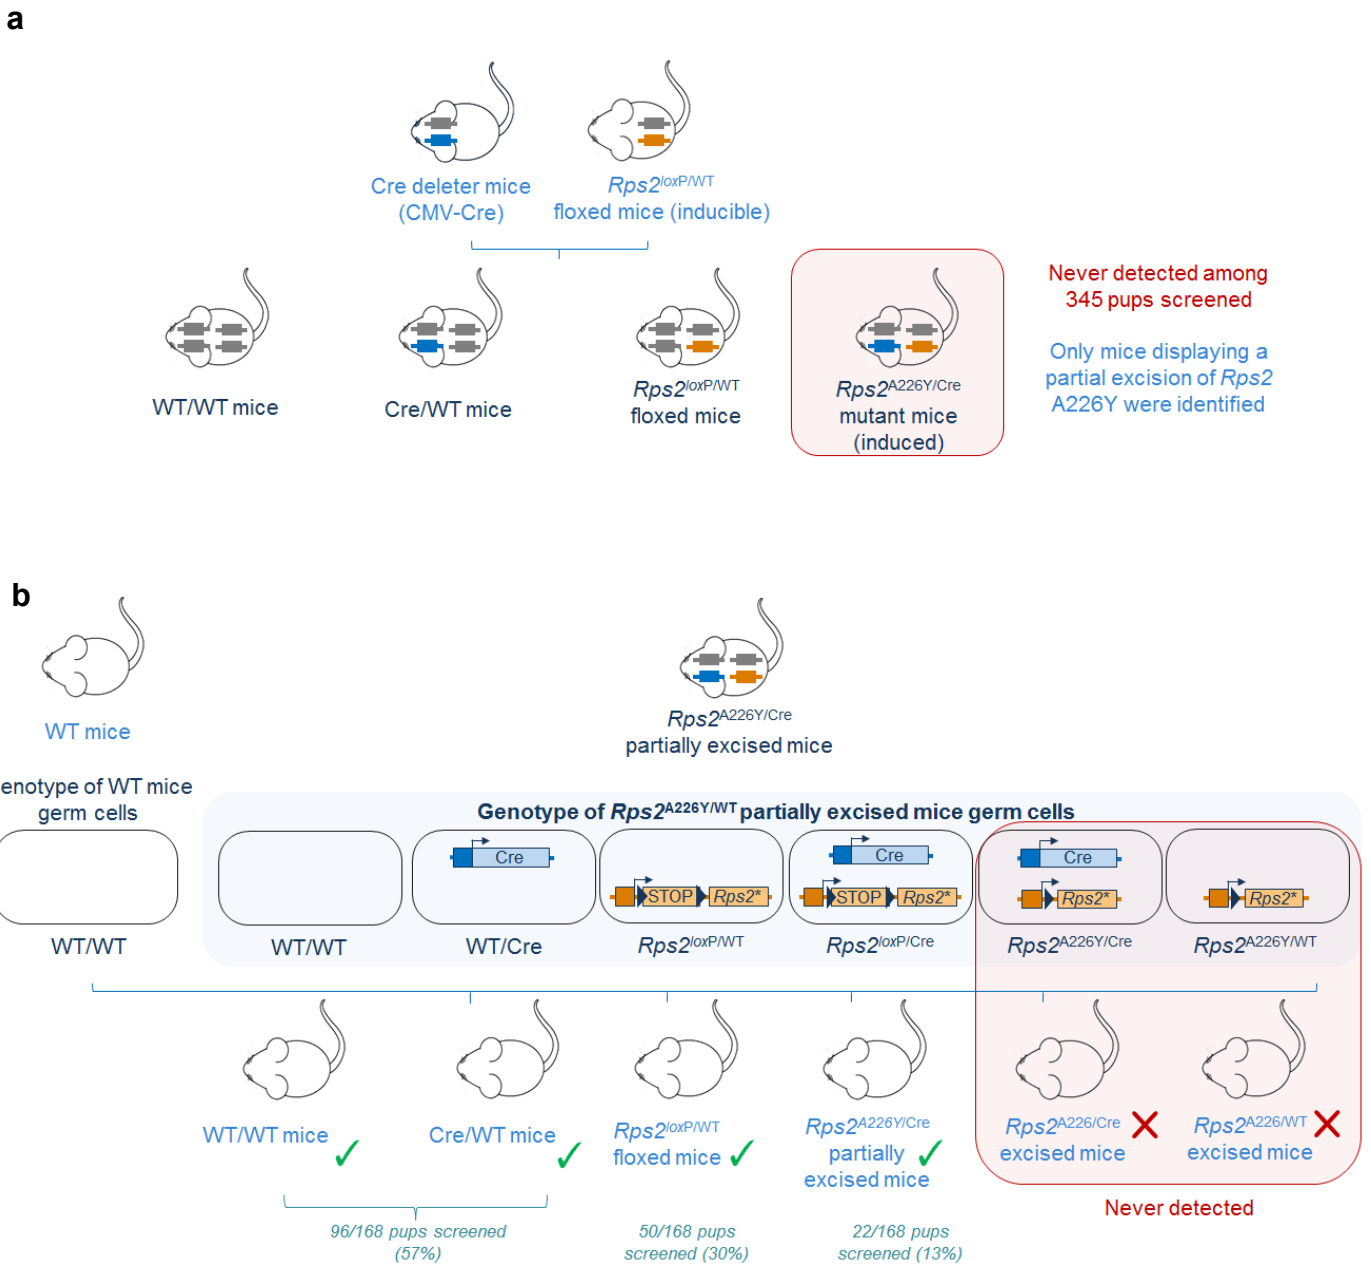 a
Cre deleter mice
(CMV-Cre)
Rps2loxP/WT
floxed mice (inducible)
WT/WT mice
Cre/WT mice
Rps2loxP/WT
floxed mice
Rps2A226Y/Cre
mutant mice
(induced)
Never detected among
345 pups screened
Only mice displaying a
partial excision of Rps2
A226Y were identified
b
WT mice
Rps2A226Y/Cre
partially excised mice
enotype of WT mice
germ cells
Genotype of Rps2A226Y/WT partially excised mice germ cells
Cre
STOP
Rps2*
Cre
STOP
Rps2*
Cre
Rps2*
Rps2*
WT/WT
WT/WT
WT/Cre
Rps2loxP/WT
Rps2loxP/Cre
Rps2A226Y/Cre
Rps2A226Y/WT
WT/WT mice
Cre/WT mice
Rps2loxP/WT
floxed mice
Rps2A226Y/Cre
partially
excised mice
Rps2A226/Cre
excised mice
Rps2A226/WT
excised mice
Never detected
96/168 pups screened
(57%)
50/168 pups
screened (30%)
22/168 pups
screened (13%)